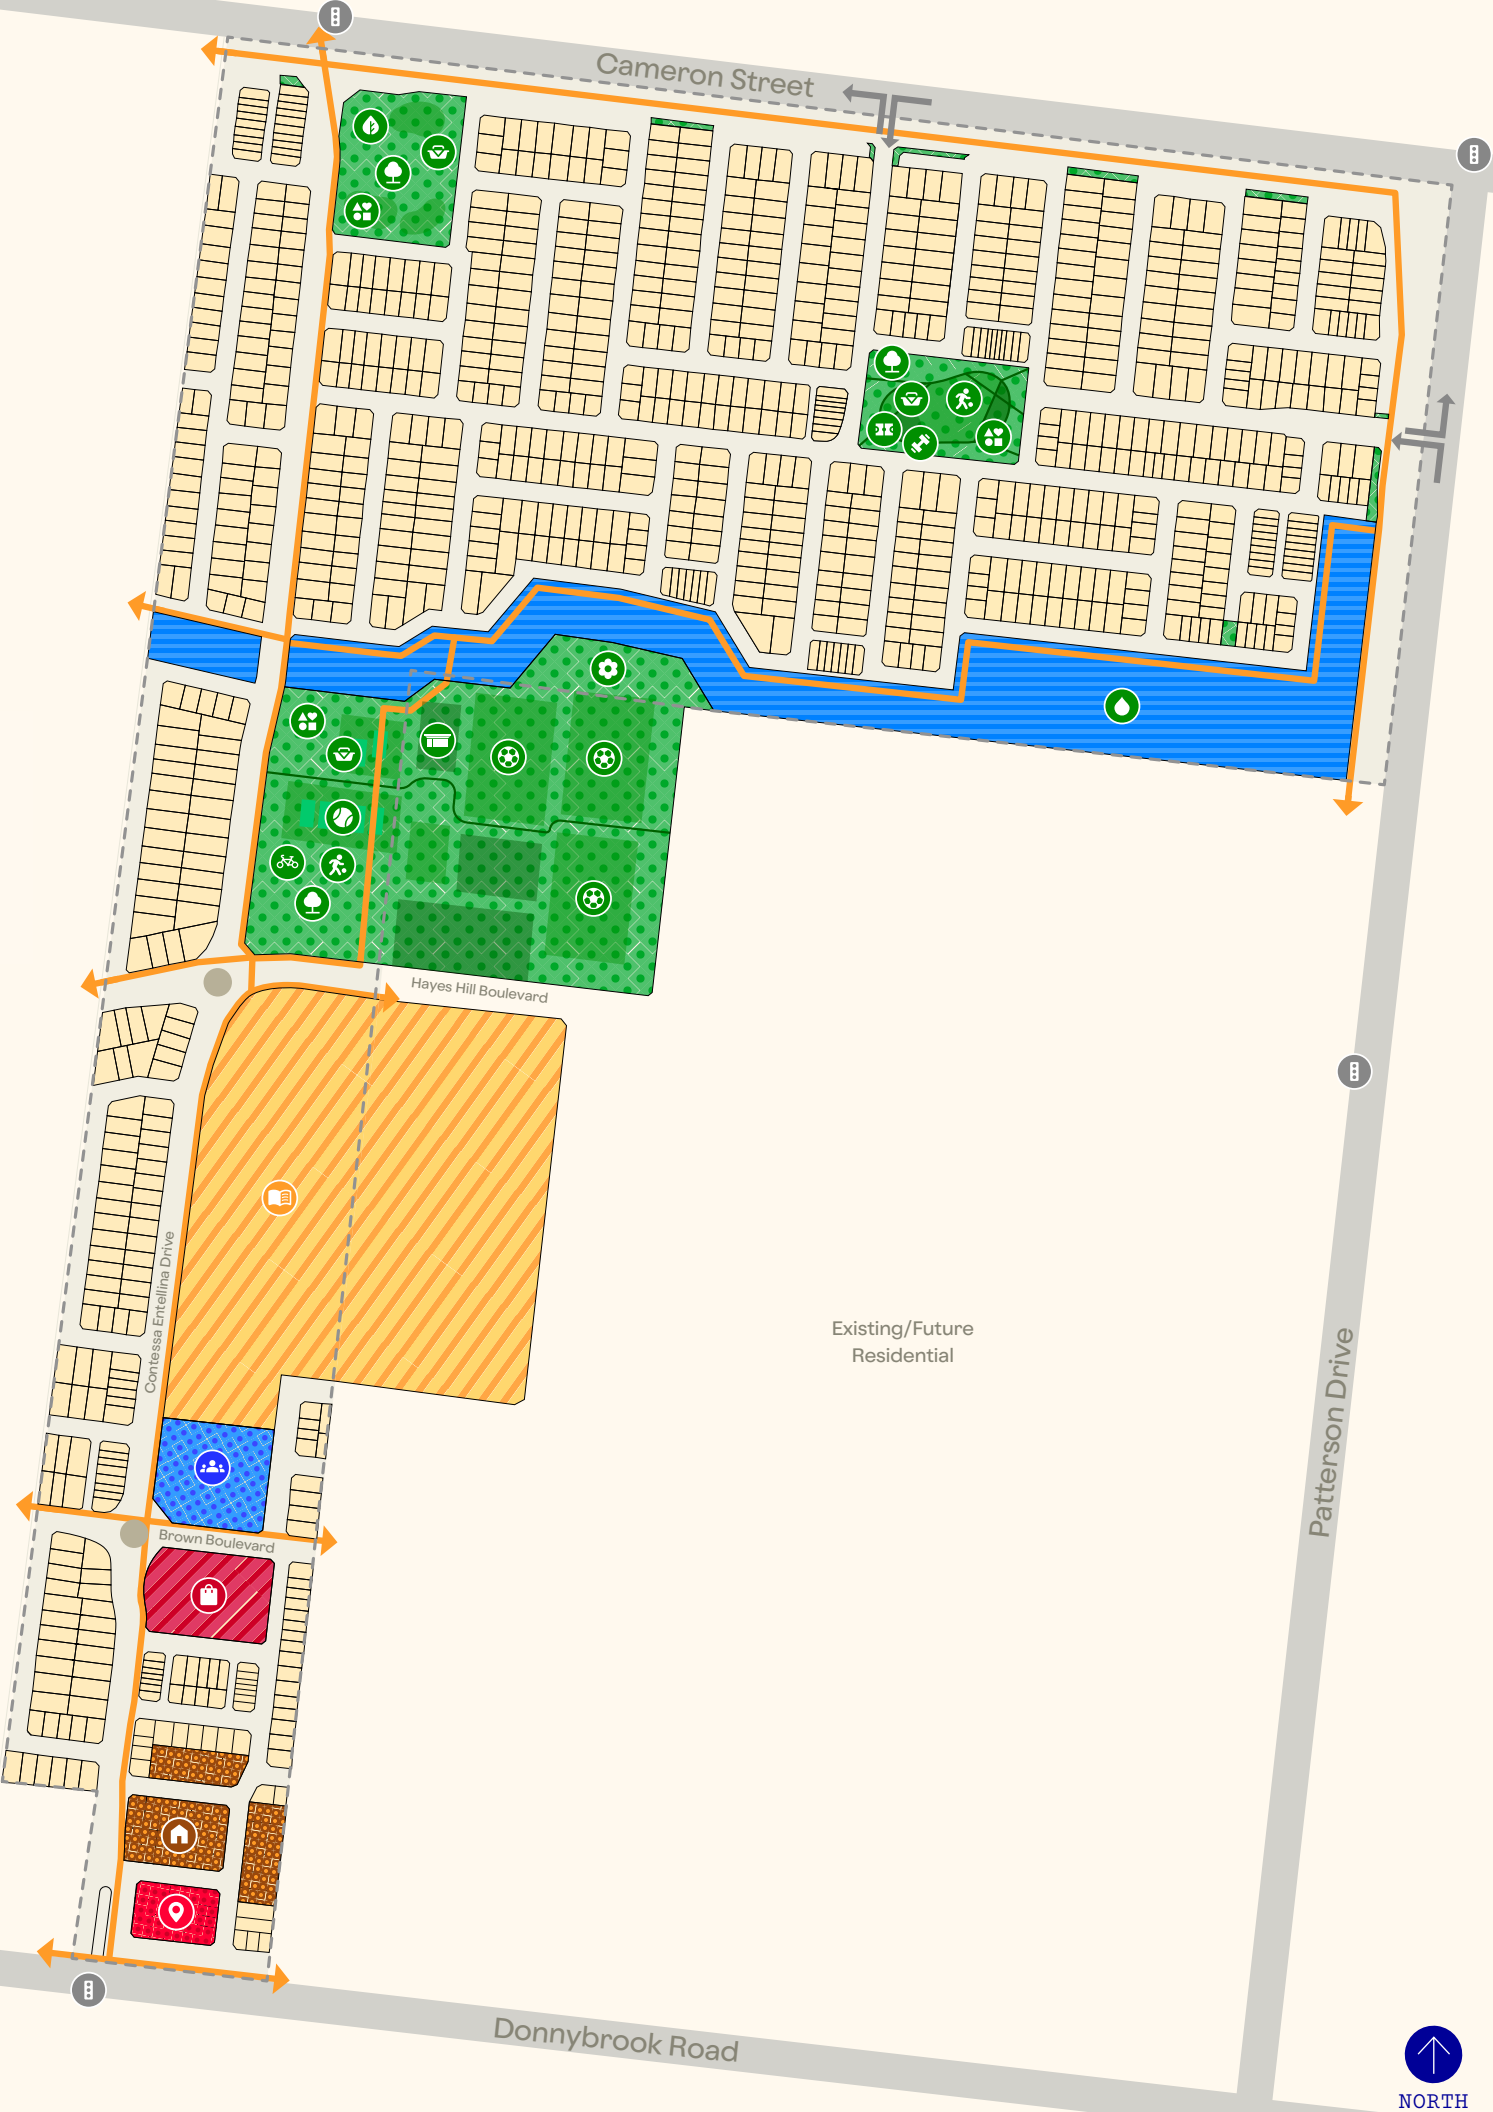 Cameron Street
Hayes Hill Boulevard
Contessa Entellina Drive
Existing/Future
Residential
Patterson Drive
Brown Boulevard
Donnybrook Road
NORTH